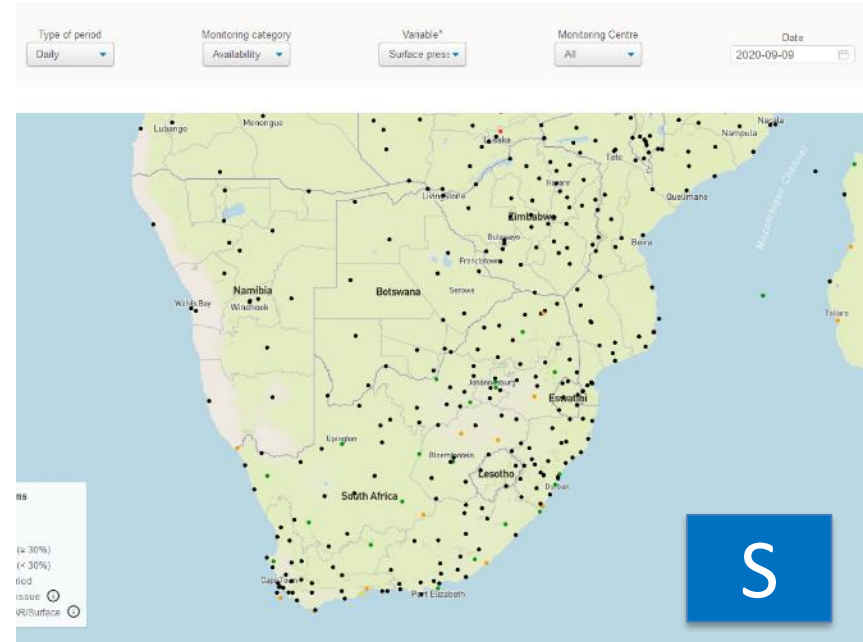 Type of period
Monitoring category
Variable*
Monitoring Centre
Date
Daily
Availability
Surface press
All
2020-09-09
Lubango
Menongue
Lusaka
Nacala
Nampula
Tete
Livingstone
Harare
Quelimane
Mozambique Channel
Zimbabwe
Bulawayo
Beira
Francistown
Namibia
Botswana
Serowe
Walvis Bay
Windhoek
Toliara
Johannesburg
Eswatini
Upington
Bloemfontein
Lesotho
Durban
South Africa
(≥ 30%)
(< 30%)
issue
Cape Town
Port Elizabeth
AR/Surface
S